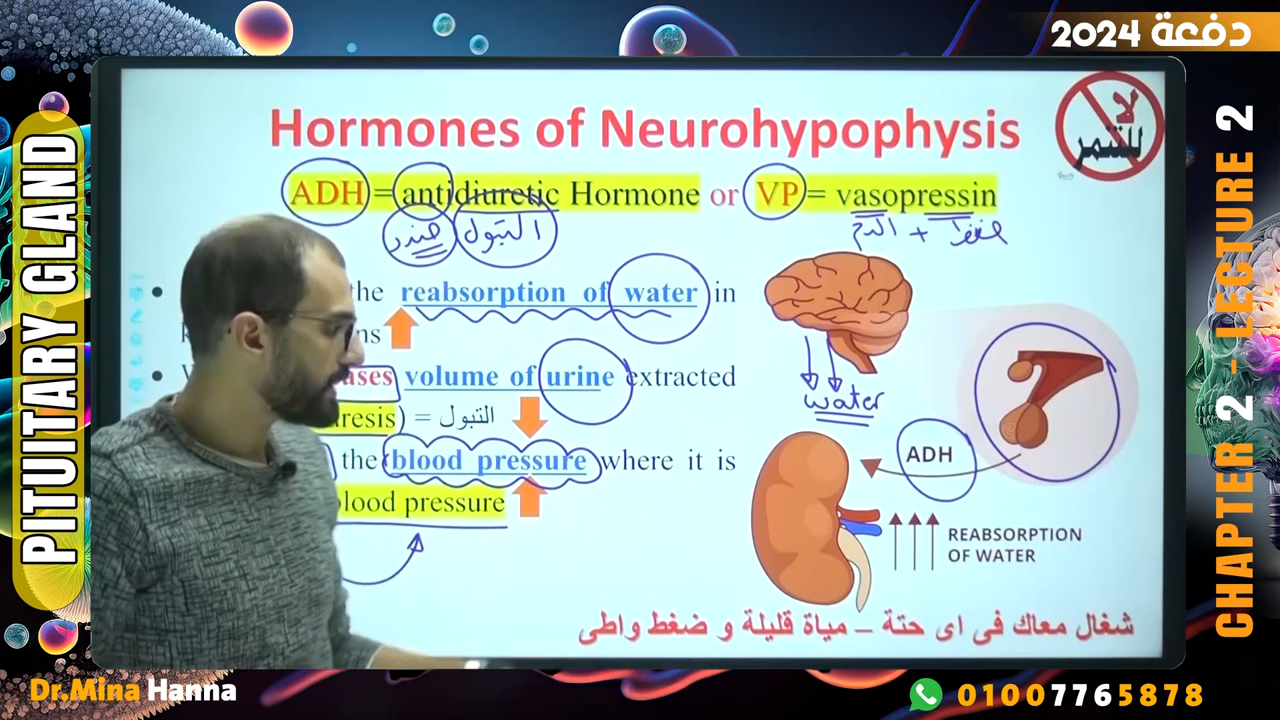 دفعة 2024
PITUITARY GLAND
CHAPTER 2 - LECTURE 2
لا
للتنمر
Hormones of Neurohypophysis
ADH = antidiuretic Hormone or VP = vasopressin
ضد التبول
ضغط + الدم
the reabsorption of water in
volume of urine extracted
التبول =
the blood pressure where it is
blood pressure
water
ADH
REABSORPTION
OF WATER
شغال معاك فى اى حتة – مياة قليلة و ضغط واطى
Dr.Mina Hanna
01007765878